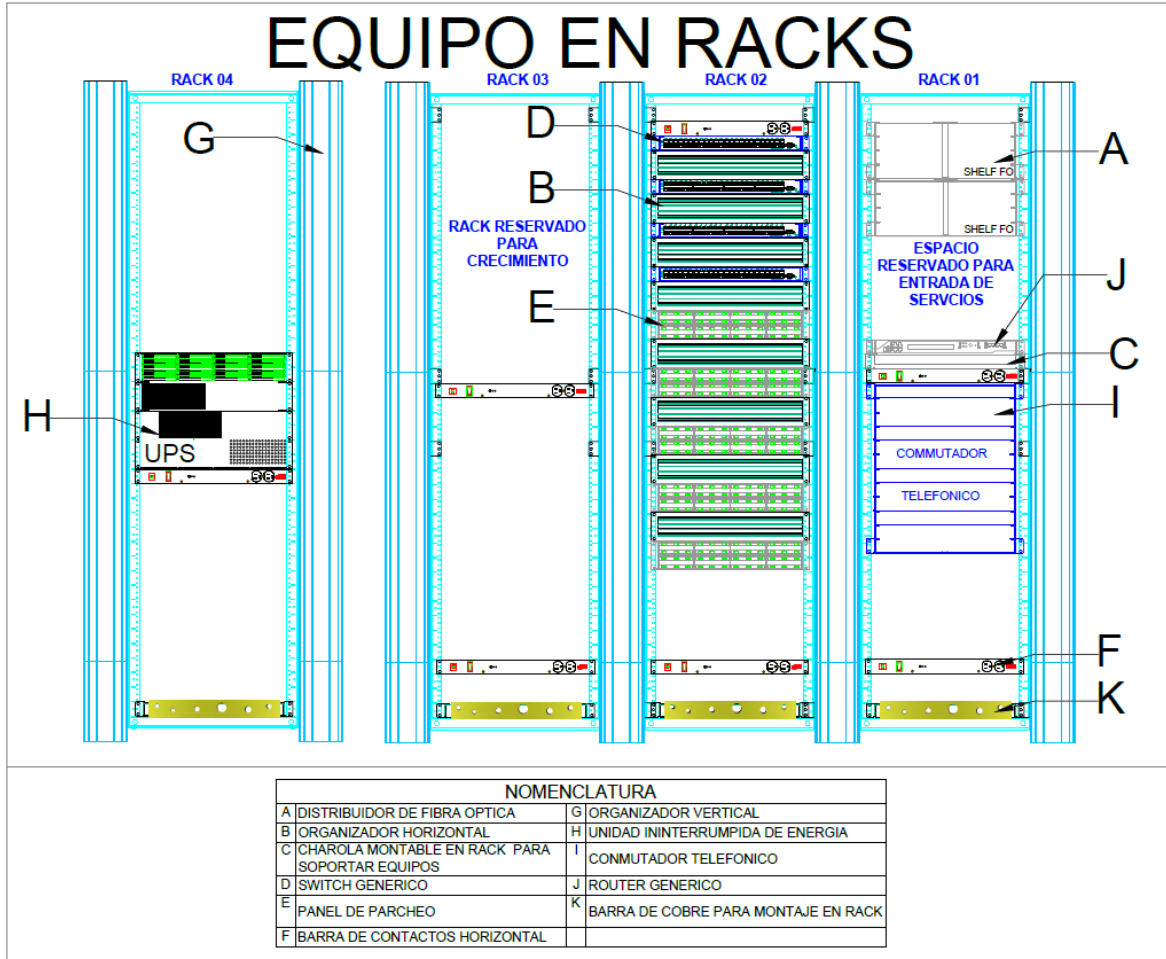 EQUIPO EN RACKS
RACK 04
RACK 03
RACK 02
RACK 01
G
D
A
SHELF FO
B
SHELF FO
RACK RESERVADO
PARA
CRECIMIENTO
ESPACIO
RESERVADO PARA
ENTRADA DE
SERVCIOS
J
E
C
H
I
UPS
COMMUTADOR
TELEFONICO
F
K
NOMENCLATURA
A DISTRIBUIDOR DE FIBRA OPTICA G ORGANIZADOR VERTICAL
B ORGANIZADOR HORIZONTAL H UNIDAD ININTERRUMPIDA DE ENERGIA
C CHAROLA MONTABLE EN RACK PARA
SOPORTAR EQUIPOS
I CONMUTADOR TELEFONICO
D SWITCH GENERICO J ROUTER GENERICO
E PANEL DE PARCHEO K BARRA DE COBRE PARA MONTAJE EN RACK
F BARRA DE CONTACTOS HORIZONTAL